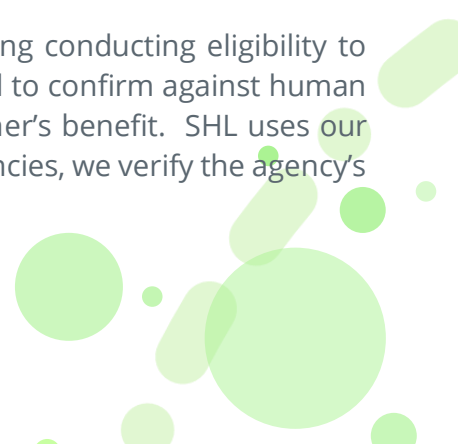 ng conducting eligibility to
to confirm against human
ner's benefit.  SHL uses our
ncies, we verify the agency's